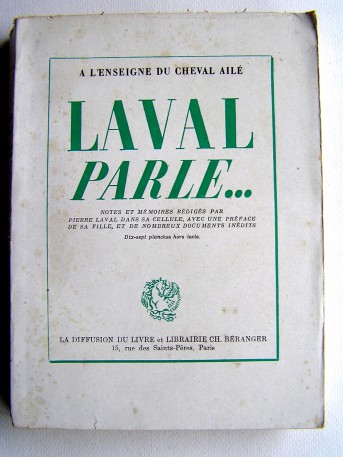 A L'ENSEIGNE DU CHEVAL AILÉ
LAVAL
PARLE...
NOTES ET MÉMOIRES RÉDIGÉS PAR
PIERRE LAVAL DANS SA CELLULE, AVEC UNE PRÉFACE
DE SA FILLE, ET DE NOMBREUX DOCUMENTS INÉDITS
Dix-sept planches hors texte.
LA DIFFUSION DU LIVRE et LIBRAIRIE CH. BÉRANGER
15, rue des Saints-Pères, Paris